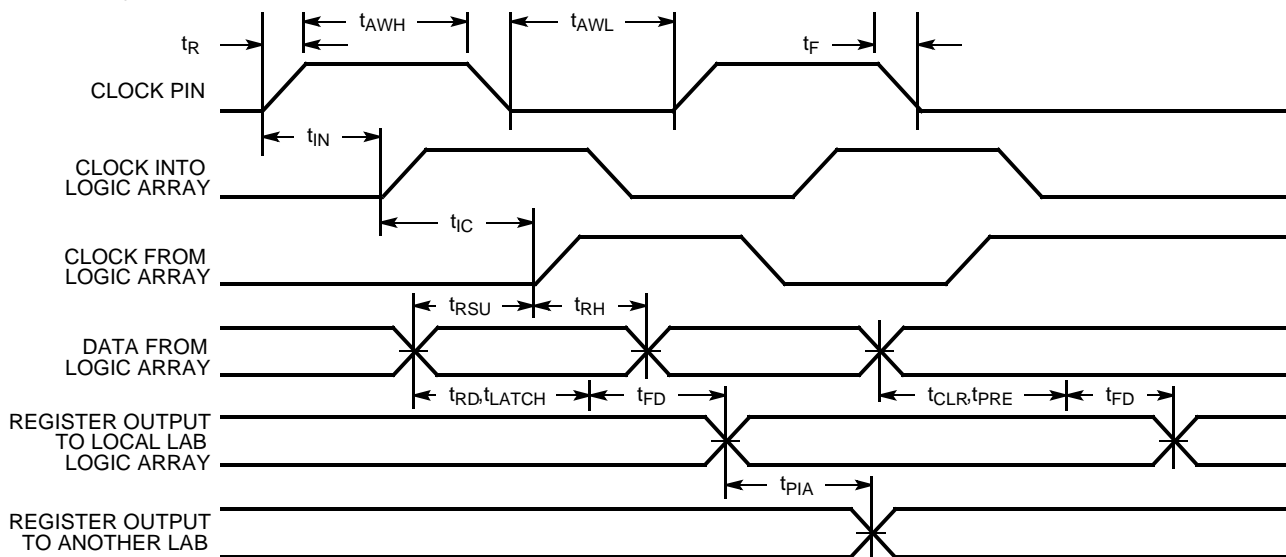 tAWH
tAWL
tR
tF
CLOCK PIN
tIN
CLOCK INTO
LOGIC ARRAY
tIC
CLOCK FROM
LOGIC ARRAY
tRSU
tRH
DATA FROM
LOGIC ARRAY
tRD,tLATCH
tFD
tCLR,tPRE
tFD
REGISTER OUTPUT
TO LOCAL LAB
LOGIC ARRAY
tPIA
REGISTER OUTPUT
TO ANOTHER LAB